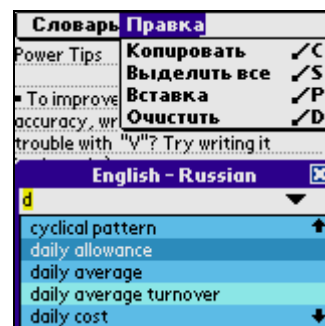 Словарь Правка
Power Tips
Копировать /C
Выделить все /S
Вставка /P
Очистить /D
• To improve
accuracy, wr
trouble with "V"? Try writing it
English - Russian
d
cyclical pattern
daily allowance
daily average
daily average turnover
daily cost